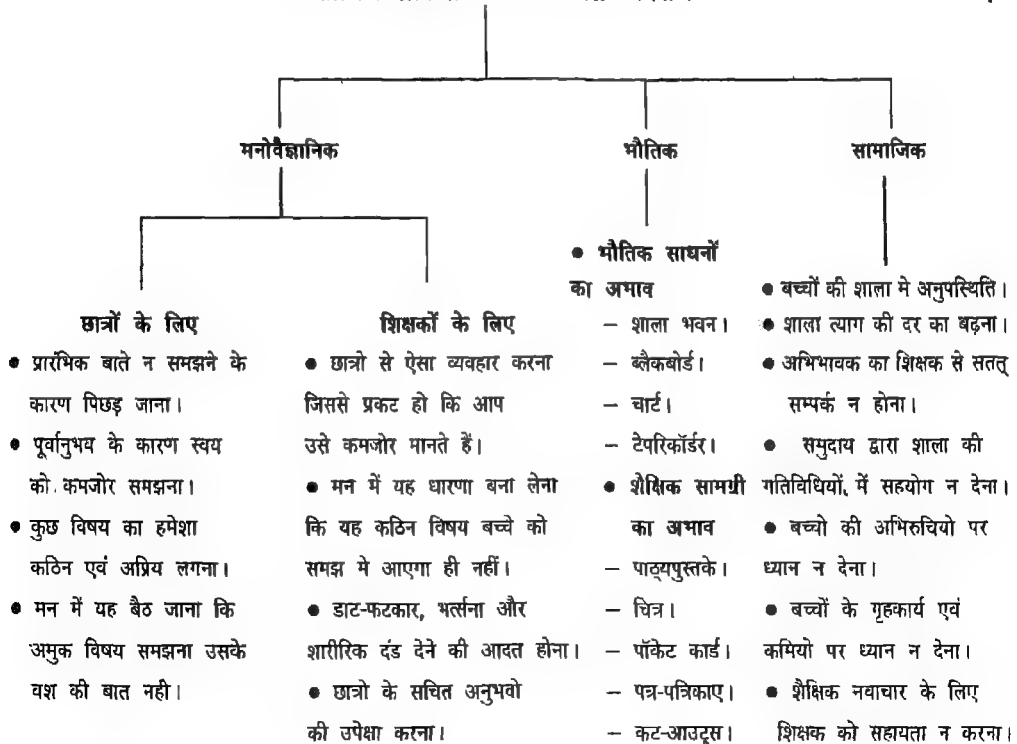 मनोवैज्ञानिक
भौतिक
सामाजिक
छात्रों के लिए
● प्रारंभिक बाते न समझने के
कारण पिछड़ जाना।
● पूर्वानुभव के कारण स्वय
को कमजोर समझना।
● कुछ विषय का हमेशा
कठिन एवं अप्रिय लगना।
● मन में यह बैठ जाना कि
अमुक विषय समझना उसके
वश की बात नही।
शिक्षकों के लिए
● छात्रो से ऐसा व्यवहार करना
जिससे प्रकट हो कि आप
उसे कमजोर मानते हैं।
● मन में यह धारणा बना लेना
कि यह कठिन विषय बच्चे को
समझ मे आएगा ही नहीं।
● डाट-फटकार, भर्त्सना और
शारीरिक दंड देने की आदत होना।
● छात्रो के सचित अनुभवो
की उपेक्षा करना।
● भौतिक साधनों
का अभाव
– शाला भवन।
– ब्लैकबोर्ड।
– चार्ट।
– टेपरिकॉर्डर।
● शैक्षिक सामग्री
का अभाव
– पाठ्यपुस्तके।
– चित्र।
– पॉकेट कार्ड।
– पत्र-पत्रिकाए।
– कट-आउट्स।
● बच्चों की शाला मे अनुपस्थिति।
● शाला त्याग की दर का बढ़ना।
● अभिभावक का शिक्षक से सतत्
सम्पर्क न होना।
● समुदाय द्वारा शाला की
गतिविधियों, में सहयोग न देना।
● बच्चो की अभिरुचियो पर
ध्यान न देना।
● बच्चों के गृहकार्य एवं
कमियो पर ध्यान न देना।
● शैक्षिक नवाचार के लिए
शिक्षक को सहायता न करना।